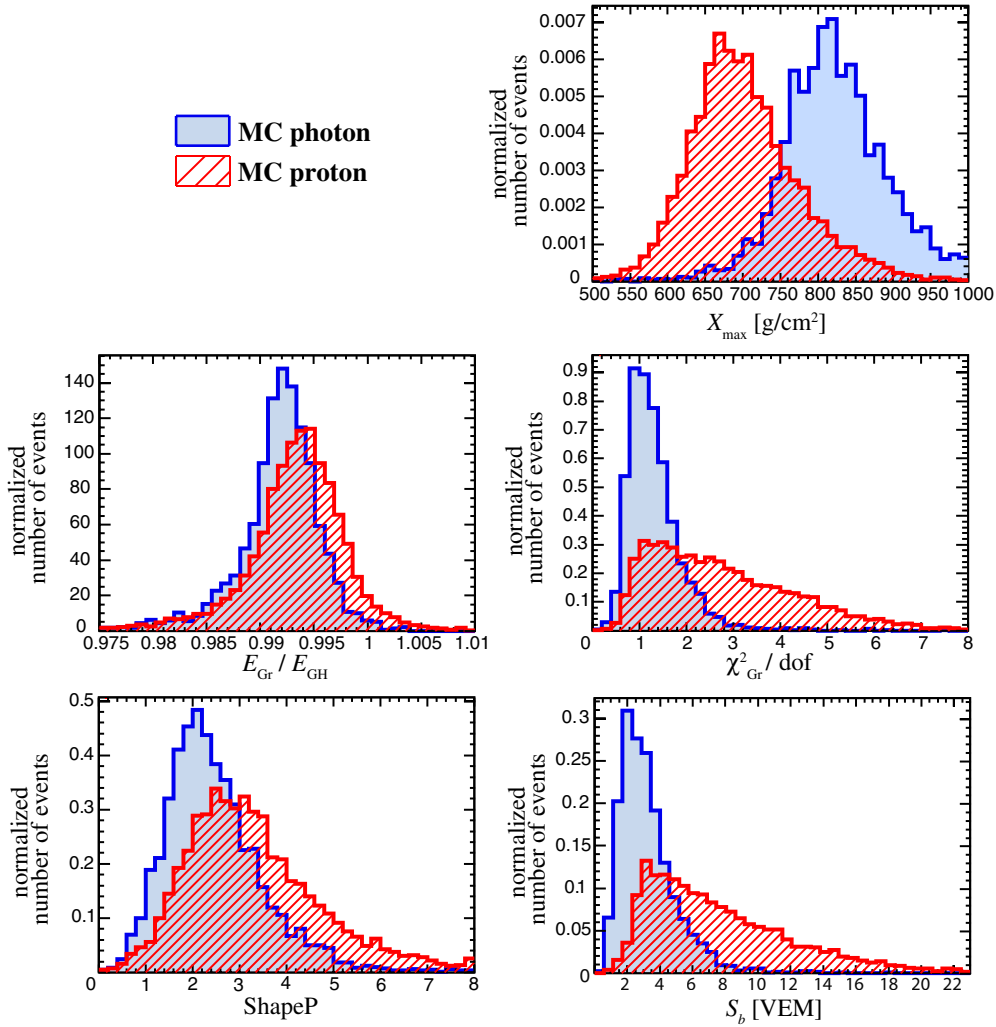 MC photon
MC proton
normalized
number of events
0.007
0.006
0.005
0.004
0.003
0.002
0.001
0
500 550 600 650 700 750 800 850 900 950 1000
X_max [g/cm²]
normalized
number of events
140
120
100
80
60
40
20
0
0.975 0.98 0.985 0.99 0.995 1 1.005 1.01
E_Gr / E_GH
normalized
number of events
0.9
0.8
0.7
0.6
0.5
0.4
0.3
0.2
0.1
0 1 2 3 4 5 6 7 8
χ²_Gr / dof
normalized
number of events
0.5
0.4
0.3
0.2
0.1
0 1 2 3 4 5 6 7 8
ShapeP
normalized
number of events
0.3
0.25
0.2
0.15
0.1
0.05
0
2 4 6 8 10 12 14 16 18 20 22
S_b [VEM]